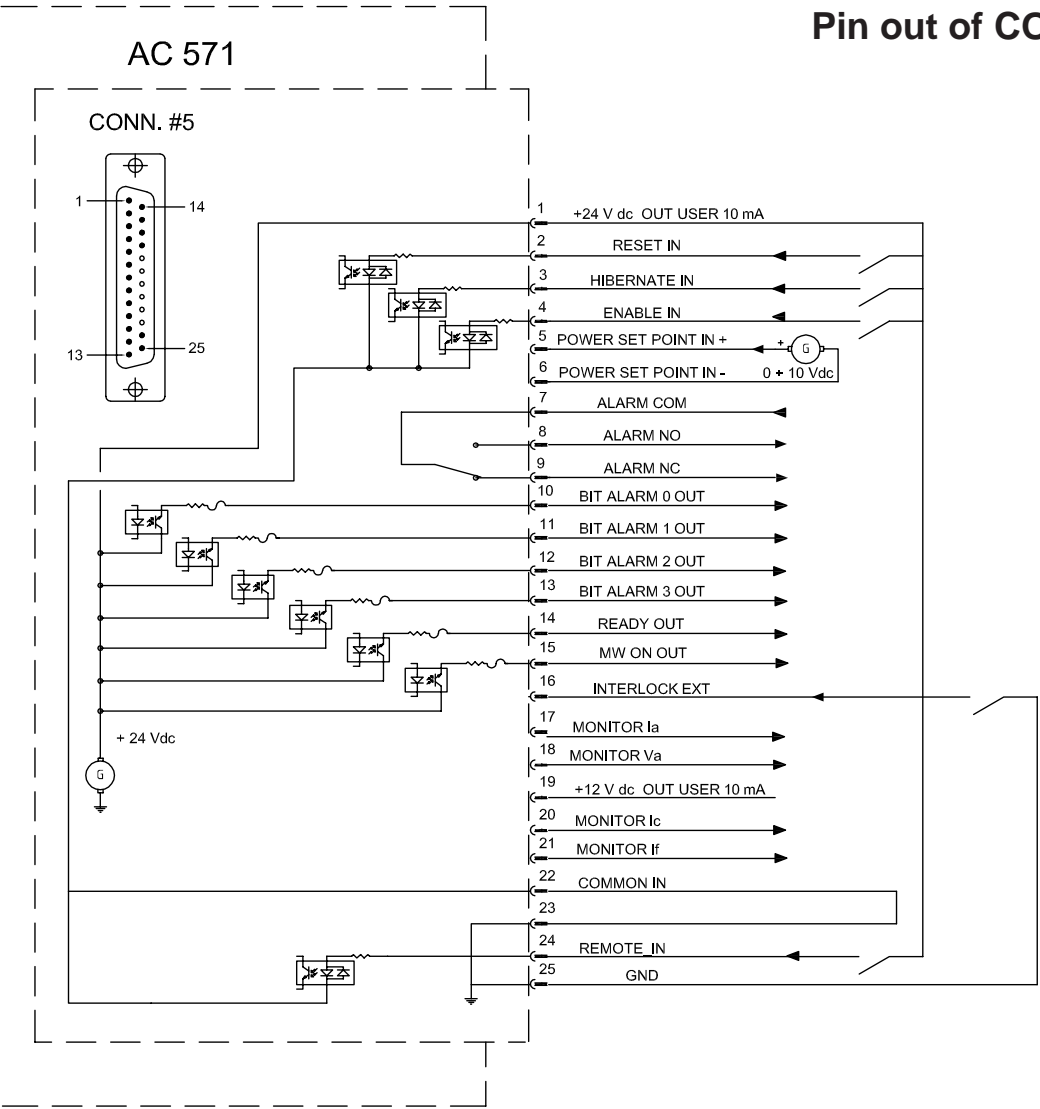 Pin out of CO
AC 571
CONN. #5
1
14
13
25
1 +24 V dc OUT USER 10 mA
2 RESET IN
3 HIBERNATE IN
4 ENABLE IN
5 POWER SET POINT IN +
+ G
6 POWER SET POINT IN -
0 + 10 Vdc
7 ALARM COM
8 ALARM NO
9 ALARM NC
10 BIT ALARM 0 OUT
11 BIT ALARM 1 OUT
12 BIT ALARM 2 OUT
13 BIT ALARM 3 OUT
14 READY OUT
15 MW ON OUT
16 INTERLOCK EXT
17 MONITOR Ia
18 MONITOR Va
19 +12 V dc OUT USER 10 mA
20 MONITOR Ic
21 MONITOR If
22 COMMON IN
23
24 REMOTE_IN
25 GND
+ 24 Vdc
G